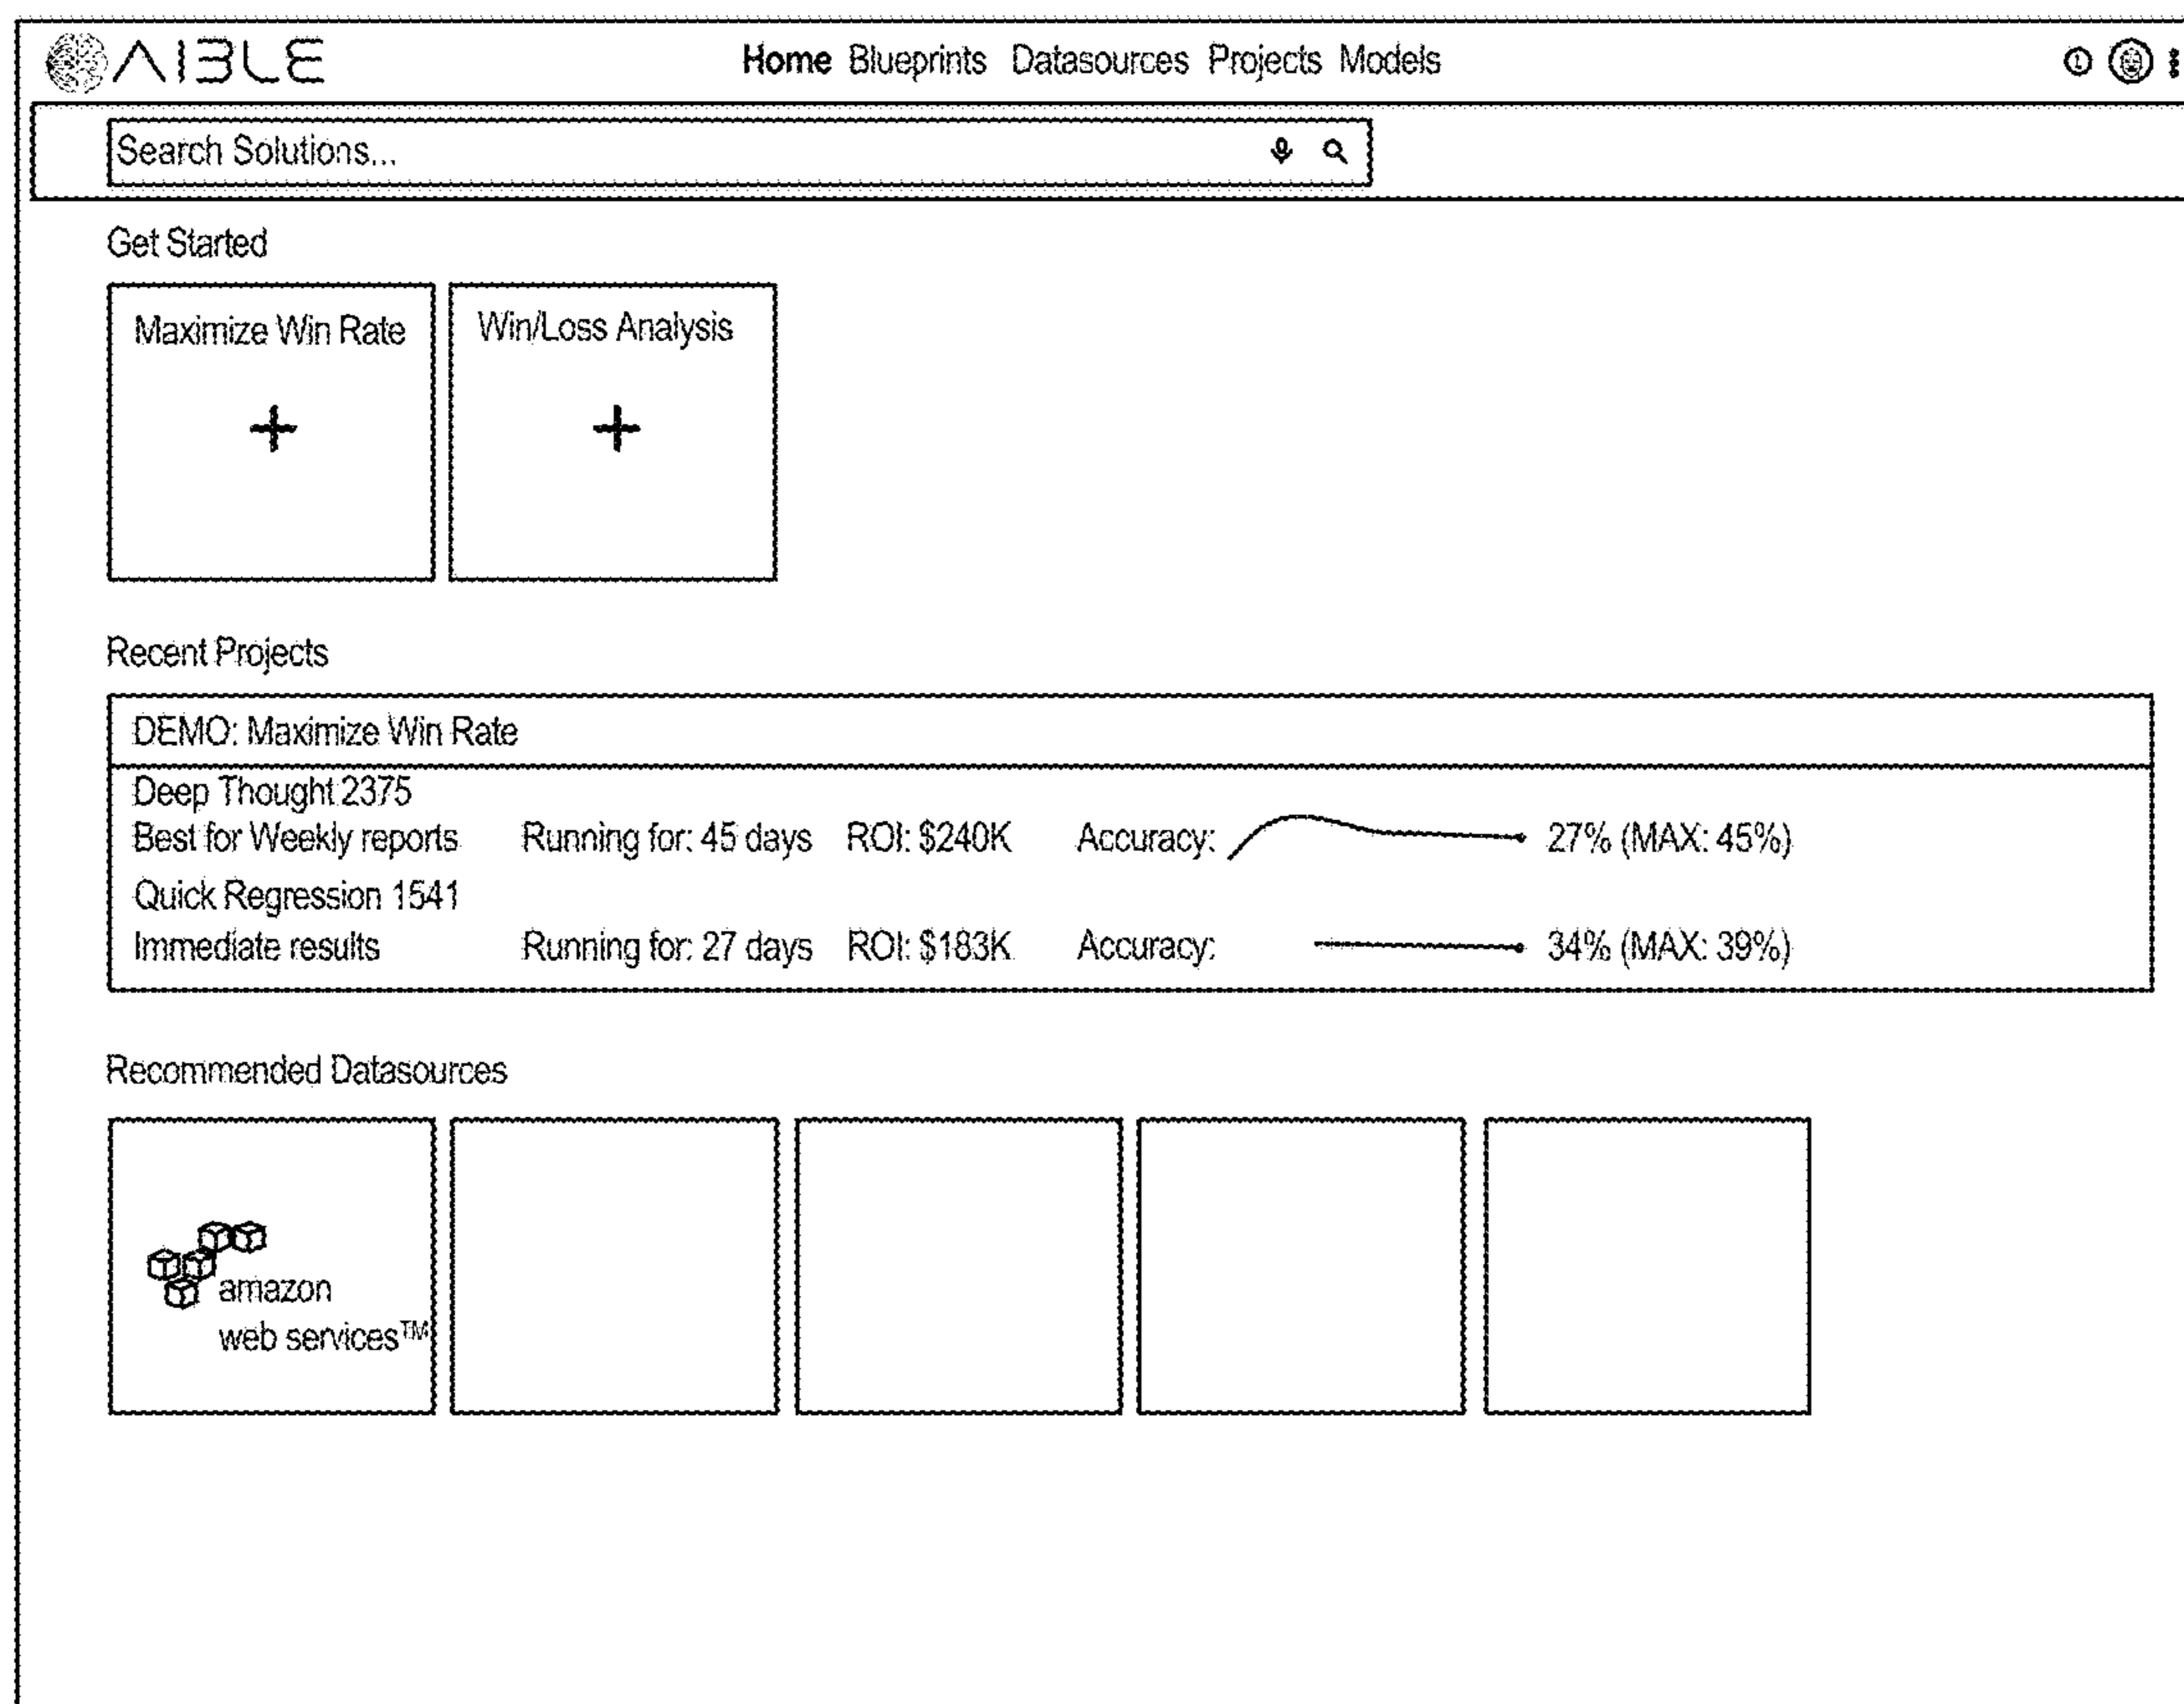 AIBLE
Home Blueprints Datasources Projects Models
Search Solutions...
Get Started
Maximize Win Rate
Win/Loss Analysis
Recent Projects
DEMO: Maximize Win Rate
Deep Thought 2375
Best for Weekly reports Running for: 45 days ROI: $240K Accuracy: 27% (MAX: 45%)
Quick Regression 1541
Immediate results Running for: 27 days ROI: $183K Accuracy: 34% (MAX: 39%)
Recommended Datasources
amazon
web services™